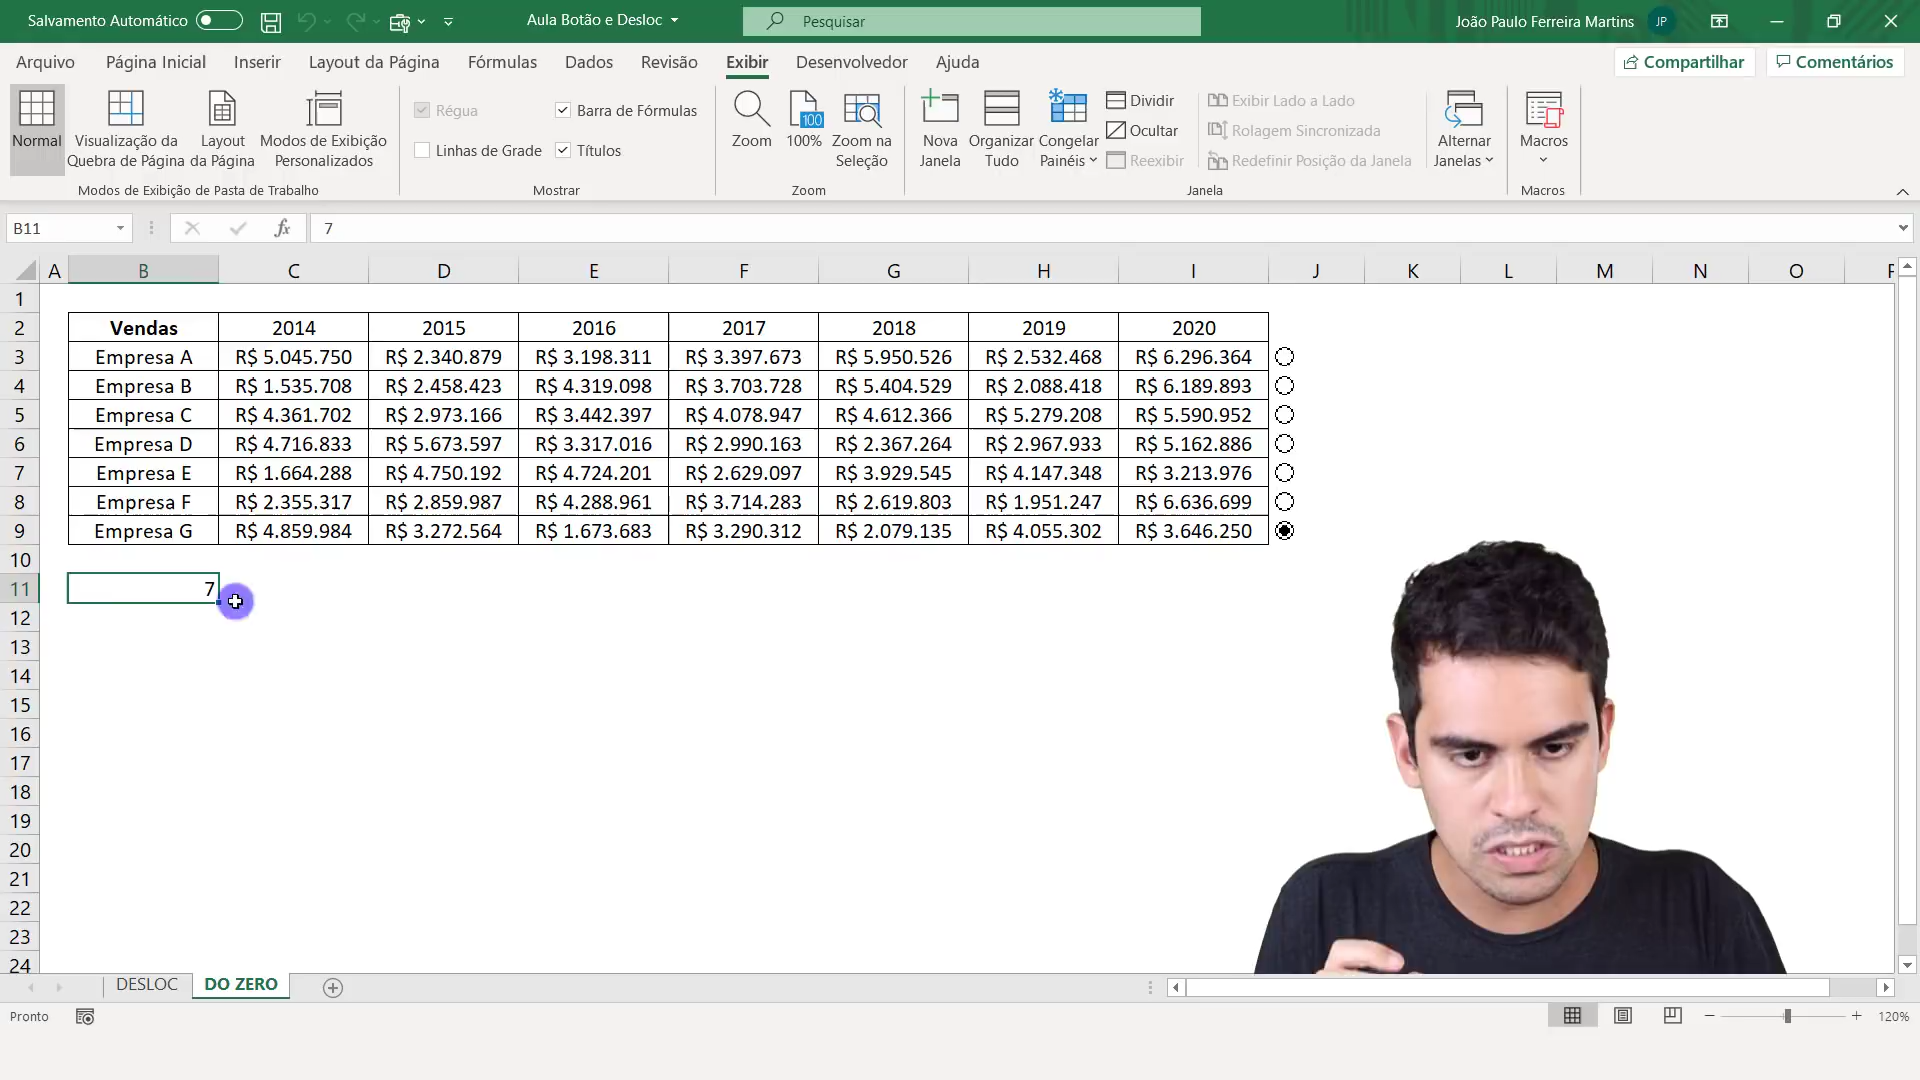 Salvamento Automático
Aula Botão e Desloc
Pesquisar
João Paulo Ferreira Martins
JP
Arquivo Página Inicial Inserir Layout da Página Fórmulas Dados Revisão Exibir Desenvolvedor Ajuda
Compartilhar Comentários
Normal
Visualização da
Quebra de Página
Layout
da Página
Modos de Exibição
Personalizados
Modos de Exibição de Pasta de Trabalho
Régua
Barra de Fórmulas
Linhas de Grade
Títulos
Mostrar
Zoom
100
100%
Zoom na
Seleção
Zoom
Nova
Janela
Organizar
Tudo
Congelar
Painéis
Dividir
Ocultar
Reexibir
Exibir Lado a Lado
Rolagem Sincronizada
Redefinir Posição da Janela
Janela
Alternar
Janelas
Macros
Macros
B11 fx 7
A B C D E F G H I J K L M N O
1
2 Vendas 2014 2015 2016 2017 2018 2019 2020
3 Empresa A R$ 5.045.750 R$ 2.340.879 R$ 3.198.311 R$ 3.397.673 R$ 5.950.526 R$ 2.532.468 R$ 6.296.364
4 Empresa B R$ 1.535.708 R$ 2.458.423 R$ 4.319.098 R$ 3.703.728 R$ 5.404.529 R$ 2.088.418 R$ 6.189.893
5 Empresa C R$ 4.361.702 R$ 2.973.166 R$ 3.442.397 R$ 4.078.947 R$ 4.612.366 R$ 5.279.208 R$ 5.590.952
6 Empresa D R$ 4.716.833 R$ 5.673.597 R$ 3.317.016 R$ 2.990.163 R$ 2.367.264 R$ 2.967.933 R$ 5.162.886
7 Empresa E R$ 1.664.288 R$ 4.750.192 R$ 4.724.201 R$ 2.629.097 R$ 3.929.545 R$ 4.147.348 R$ 3.213.976
8 Empresa F R$ 2.355.317 R$ 2.859.987 R$ 4.288.961 R$ 3.714.283 R$ 2.619.803 R$ 1.951.247 R$ 6.636.699
9 Empresa G R$ 4.859.984 R$ 3.272.564 R$ 1.673.683 R$ 3.290.312 R$ 2.079.135 R$ 4.055.302 R$ 3.646.250
10
11 7
12
13
14
15
16
17
18
19
20
21
22
23
24
DESLOC DO ZERO
Pronto
120%